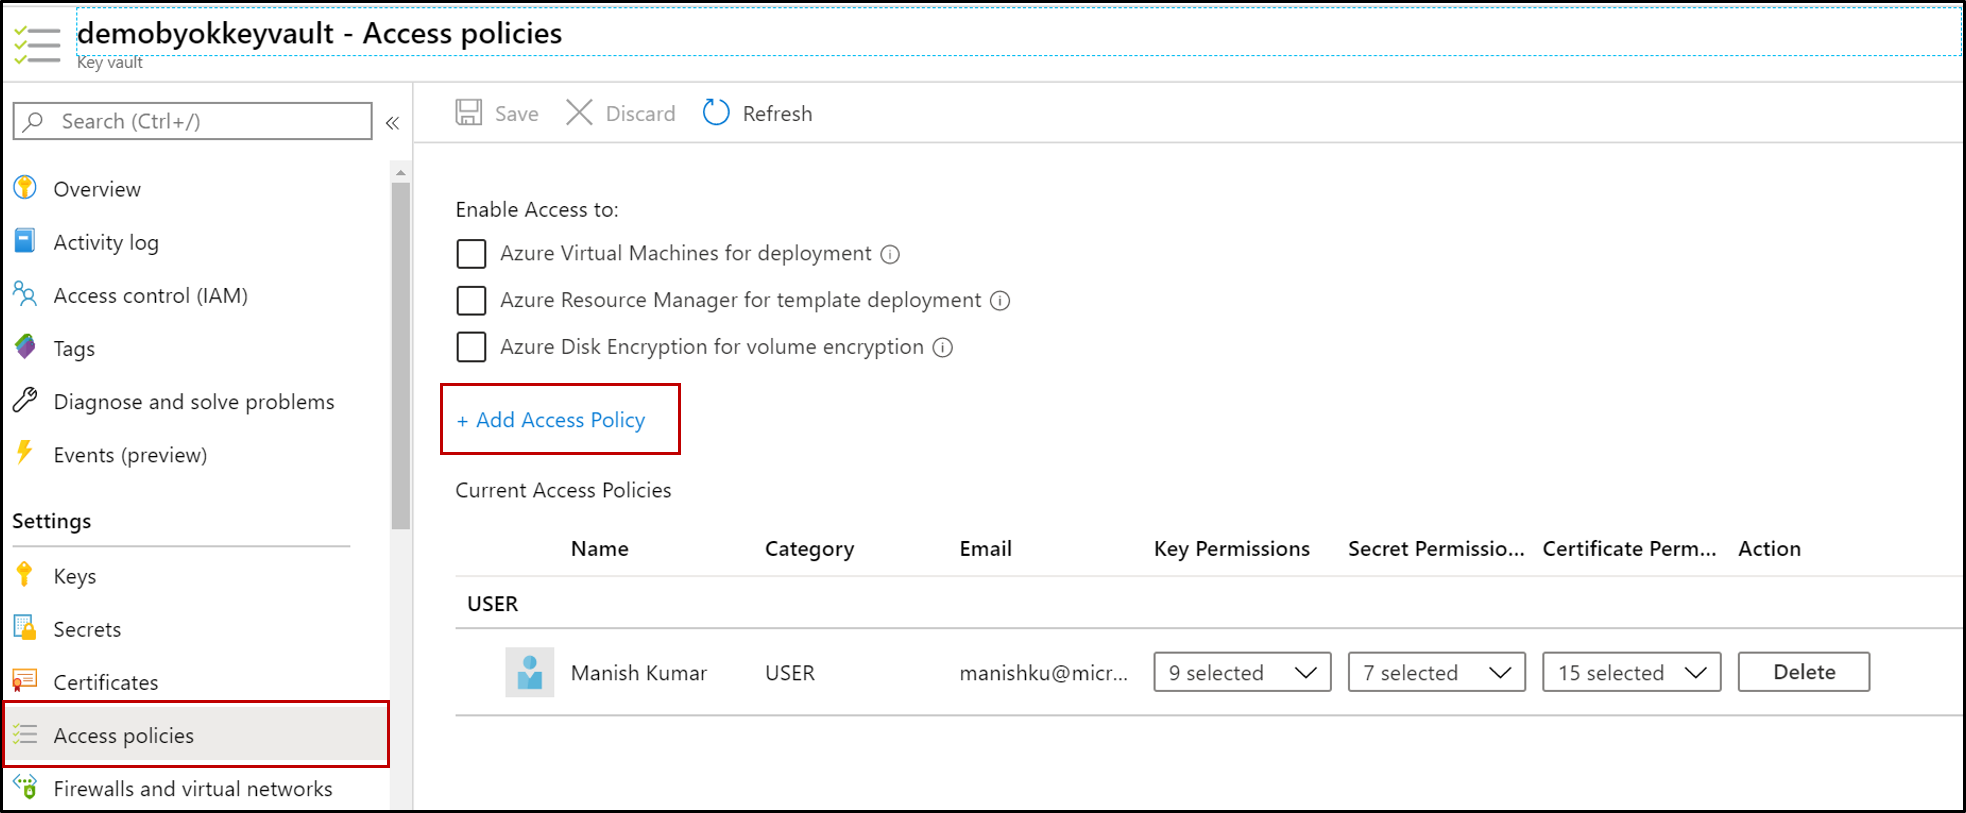 demobyokkeyvault - Access policies
Key vault
Search (Ctrl+/)
Overview
Activity log
Access control (IAM)
Tags
Diagnose and solve problems
Events (preview)
Settings
Keys
Secrets
Certificates
Access policies
Firewalls and virtual networks
Save Discard Refresh
Enable Access to:
Azure Virtual Machines for deployment
Azure Resource Manager for template deployment
Azure Disk Encryption for volume encryption
+ Add Access Policy
Current Access Policies
Name Category Email Key Permissions Secret Permissio... Certificate Perm... Action
USER
Manish Kumar USER manishku@micr... 9 selected 7 selected 15 selected Delete